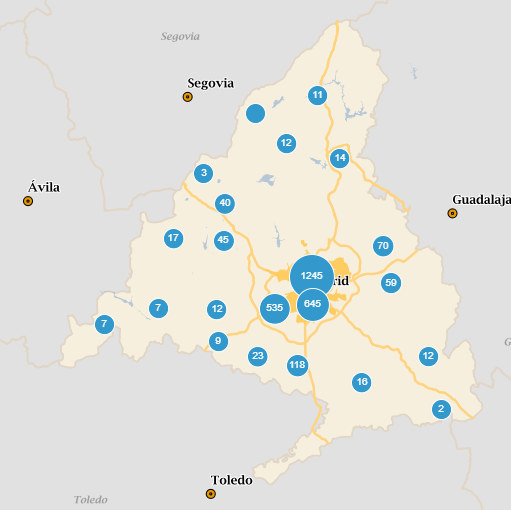 Segovia
Segovia
11
12
14
3
Ávila
40
Guadalaja
17
45
70
1245
rid
59
645
535
7
12
7
9
G
23
12
118
16
2
Toledo
Toledo